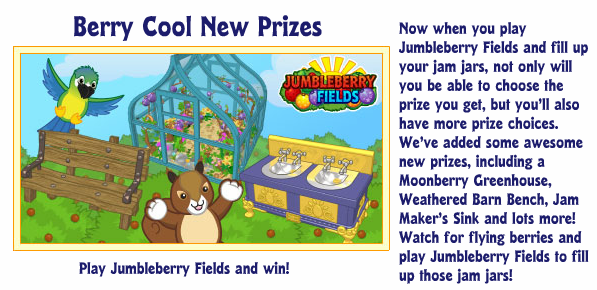 Berry Cool New Prizes
JUMBLEBERRY
FIELDS
Play Jumbleberry Fields and win!
Now when you play
Jumbleberry Fields and fill up
your jam jars, not only will
you be able to choose the
prize you get, but you'll also
have more prize choices.
We've added some awesome
new prizes, including a
Moonberry Greenhouse,
Weathered Barn Bench, Jam
Maker's Sink and lots more!
Watch for flying berries and
play Jumbleberry Fields to fill
up those jam jars!